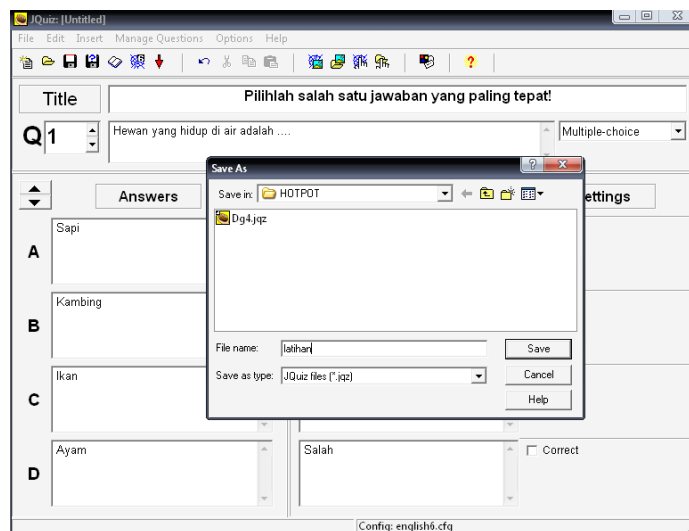 JQuiz: [Untitled]
File Edit Insert Manage Questions Options Help
Title
Pilihlah salah satu jawaban yang paling tepat!
Q 1
Hewan yang hidup di air adalah ....
Multiple-choice
Answers
ettings
A
Sapi
B
Kambing
C
Ikan
D
Ayam
Salah
Correct
Save As
Save in: HOTPOT
Dg4.jqz
File name: latihan
Save
Save as type: JQuiz files (*.jqz)
Cancel
Help
Config: english6.cfg